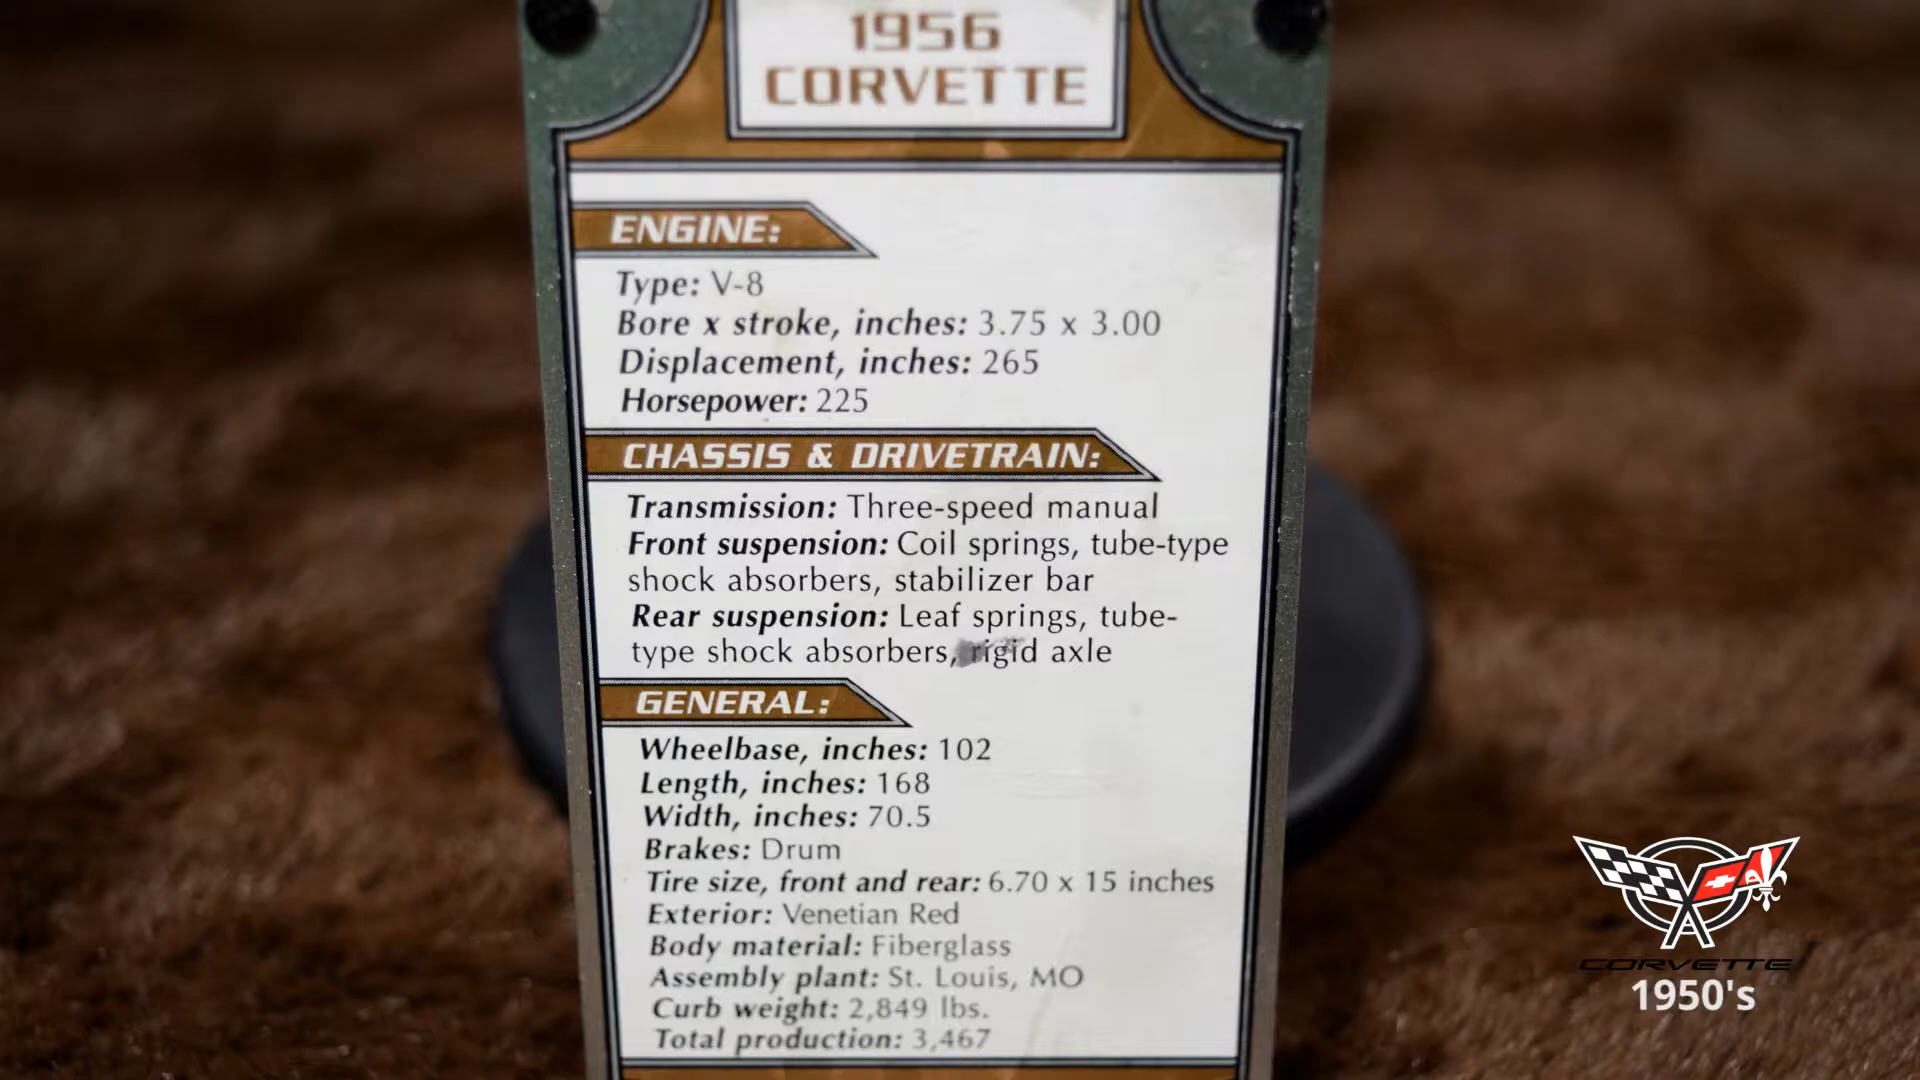 1956
CORVETTE
ENGINE:
Type: V-8
Bore x stroke, inches: 3.75 x 3.00
Displacement, inches: 265
Horsepower: 225
CHASSIS & DRIVETRAIN:
Transmission: Three-speed manual
Front suspension: Coil springs, tube-type
shock absorbers, stabilizer bar
Rear suspension: Leaf springs, tube-
type shock absorbers, rigid axle
GENERAL:
Wheelbase, inches: 102
Length, inches: 168
Width, inches: 70.5
Brakes: Drum
Tire size, front and rear: 6.70 x 15 inches
Exterior: Venetian Red
Body material: Fiberglass
Assembly plant: St. Louis, MO
Curb weight: 2,849 lbs.
Total production: 3,467
CORVETTE
1950's